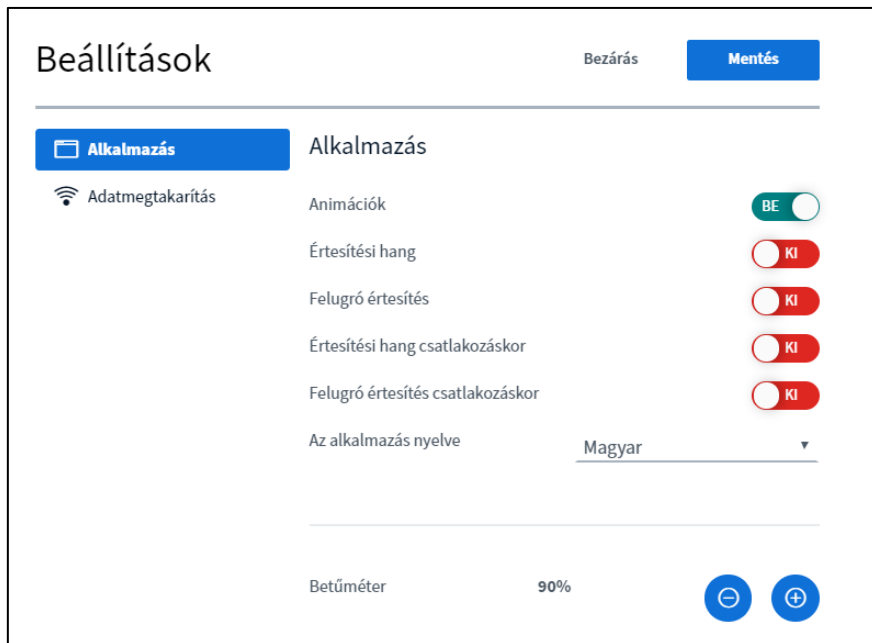 Beállítások
Bezárás
Mentés
Alkalmazás
Adatmegtakarítás
Alkalmazás
Animációk
BE
Értesítési hang
KI
Felugró értesítés
KI
Értesítési hang csatlakozáskor
KI
Felugró értesítés csatlakozáskor
KI
Az alkalmazás nyelve
Magyar
Betűméter
90%